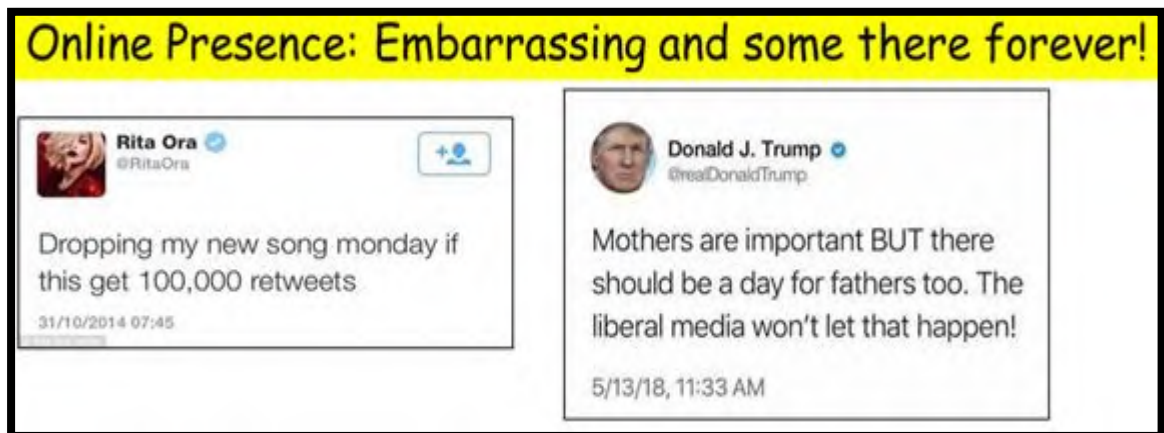 Online Presence: Embarrassing and some there forever!
Rita Ora
@RitaOra
Dropping my new song monday if
this get 100,000 retweets
31/10/2014 07:45
Donald J. Trump
@realDonaldTrump
Mothers are important BUT there
should be a day for fathers too. The
liberal media won't let that happen!
5/13/18, 11:33 AM